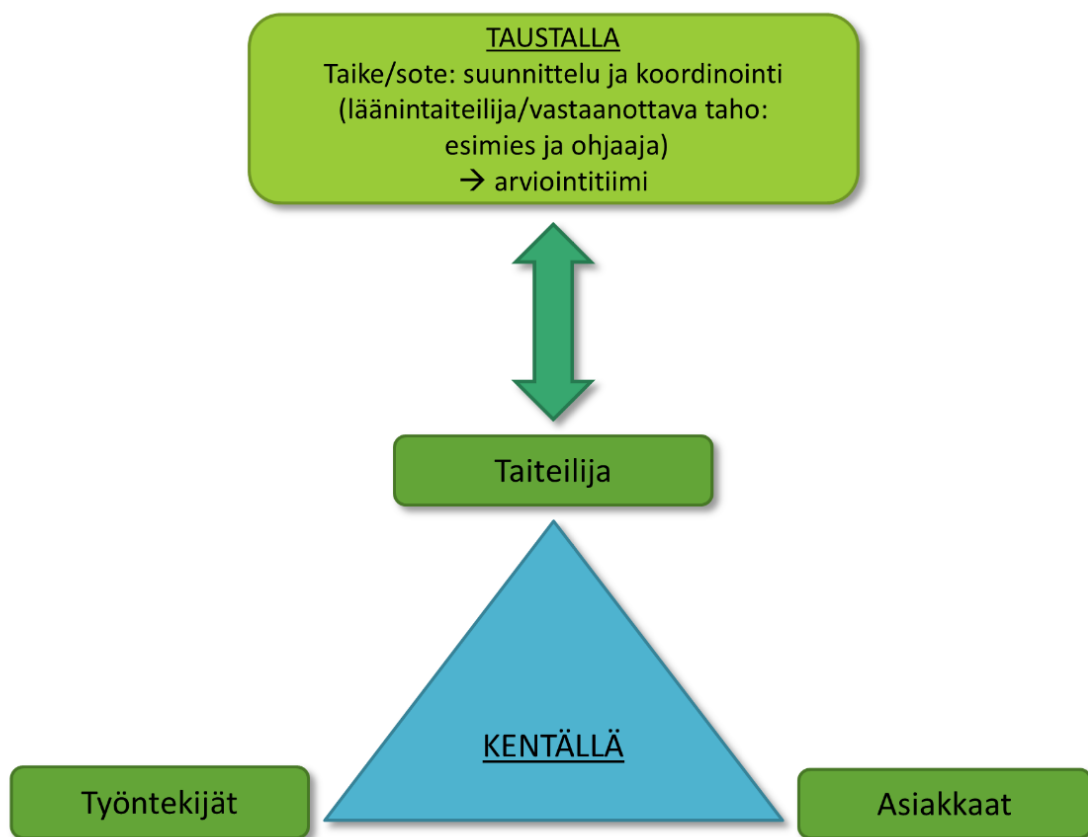 TAUSTALLA
Taike/sote: suunnittelu ja koordinointi
(läänintaiteilija/vastaanottava taho:
esimies ja ohjaaja)
→ arviointitiimi
Taiteilija
KENTÄLLÄ
Työntekijät
Asiakkaat